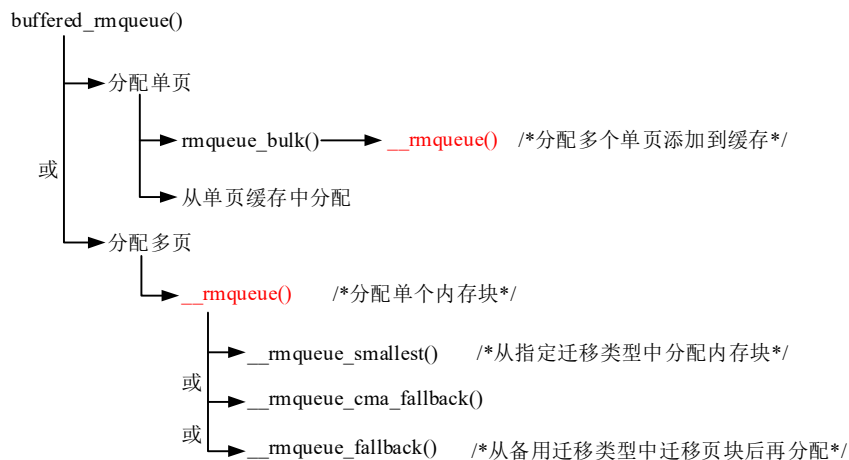 buffered_rmqueue()
分配单页
rmqueue_bulk() __rmqueue() /*分配多个单页添加到缓存*/
或
从单页缓存中分配
分配多页
__rmqueue() /*分配单个内存块*/
__rmqueue_smallest() /*从指定迁移类型中分配内存块*/
或
__rmqueue_cma_fallback()
或
__rmqueue_fallback() /*从备用迁移类型中迁移页块后再分配*/